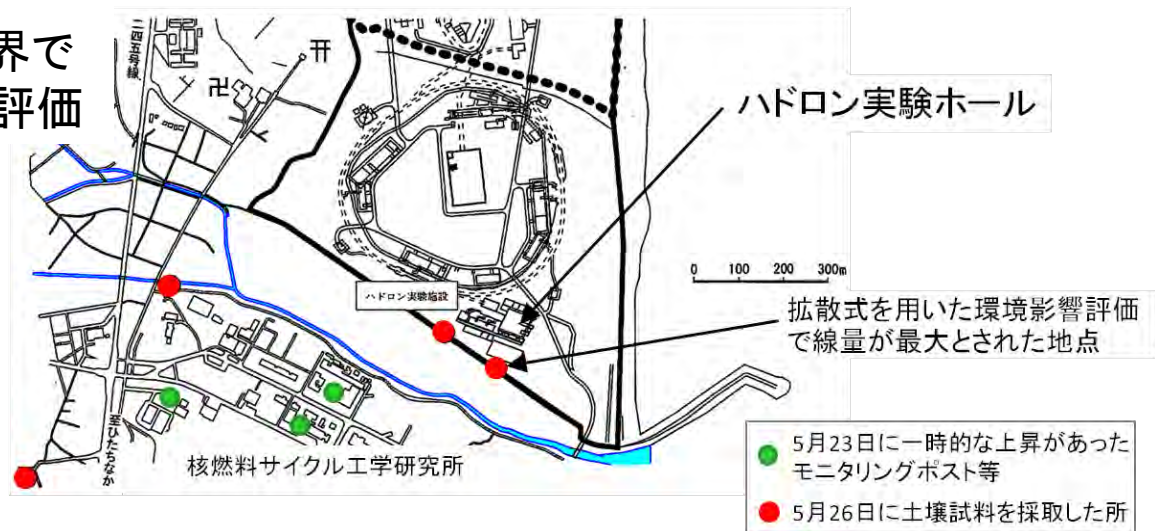 界で
評価
二四五号線
卍
ハドロン実験ホール
0 100 200 300m
ハドロン実験施設
拡散式を用いた環境影響評価
で線量が最大とされた地点
至ひたちなか
核燃料サイクル工学研究所
5月23日に一時的な上昇があった
モニタリングポスト等
5月26日に土壌試料を採取した所